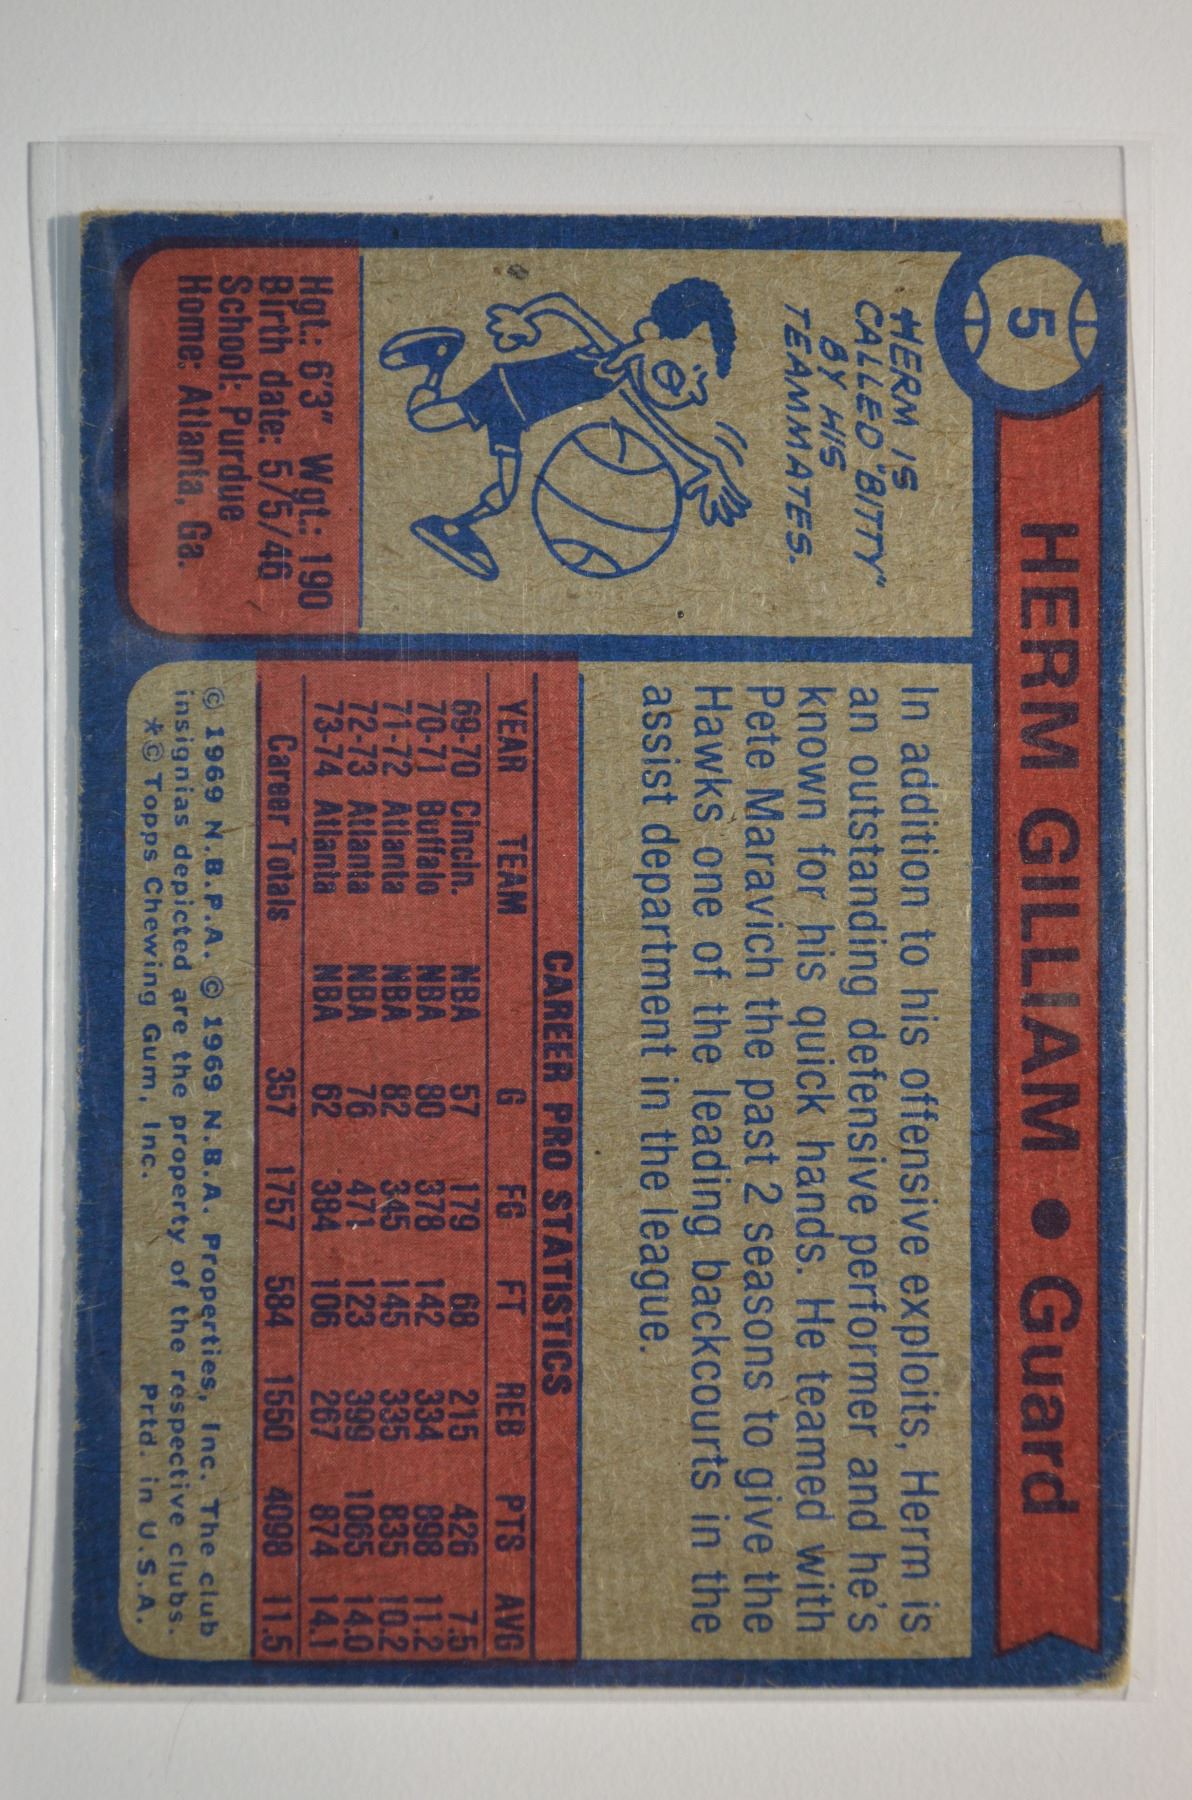 5
HERM GILLIAM • Guard
HERM IS
CALLED "BITTY"
BY HIS
TEAMMATES.
Hgt.: 6'3" Wgt.: 190
Birth date: 5/5/46
School: Purdue
Home: Atlanta, Ga.
In addition to his offensive exploits, Herm is
an outstanding defensive performer and he's
known for his quick hands. He teamed with
Pete Maravich the past 2 seasons to give the
Hawks one of the leading backcourts in the
assist department in the league.
CAREER PRO STATISTICS
YEAR TEAM G FG FT REB PTS AVG
69-70 Cincin. NBA 57 179 68 215 426 7.5
70-71 Buffalo NBA 80 378 142 334 898 11.2
71-72 Atlanta NBA 82 345 145 335 835 10.2
72-73 Atlanta NBA 76 471 123 399 1065 14.0
73-74 Atlanta NBA 62 384 106 267 874 14.1
Career Totals 357 1757 584 1550 4098 11.5
© 1969 N.B.P.A. © 1969 N.B.A. Properties, Inc. The club
insignias depicted are the property of the respective clubs.
*© Topps Chewing Gum, Inc. Prtd. in U.S.A.